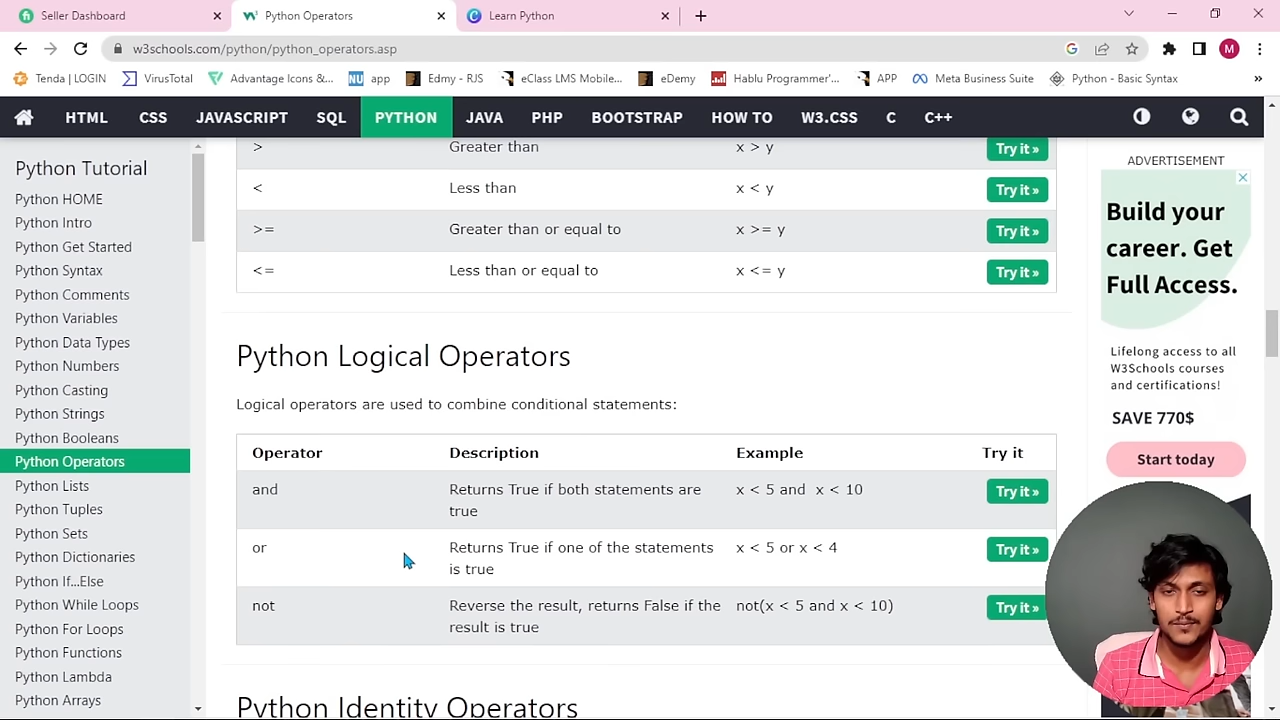 Seller Dashboard
Python Operators
Learn Python
w3schools.com/python/python_operators.asp
M
Tenda | LOGIN
VirusTotal
Advantage Icons &...
NU app
Edmy - RJS
eClass LMS Mobile...
eDemy
Hablu Programmer'...
APP
Meta Business Suite
Python - Basic Syntax
»
HTML
CSS
JAVASCRIPT
SQL
PYTHON
JAVA
PHP
BOOTSTRAP
HOW TO
W3.CSS
C
C++
Python Tutorial
Python HOME
Python Intro
Python Get Started
Python Syntax
Python Comments
Python Variables
Python Data Types
Python Numbers
Python Casting
Python Strings
Python Booleans
Python Operators
Python Lists
Python Tuples
Python Sets
Python Dictionaries
Python If...Else
Python While Loops
Python For Loops
Python Functions
Python Lambda
Python Arrays
> Greater than x > y Try it »
< Less than x < y Try it »
>= Greater than or equal to x >= y Try it »
<= Less than or equal to x <= y Try it »
Python Logical Operators
Logical operators are used to combine conditional statements:
Operator Description Example Try it
and Returns True if both statements are x < 5 and  x < 10 Try it »
true
or Returns True if one of the statements x < 5 or x < 4 Try it »
is true
not Reverse the result, returns False if the not(x < 5 and x < 10) Try it »
result is true
Python Identity Operators
ADVERTISEMENT
Build your
career. Get
Full Access.
Lifelong access to all
W3Schools courses
and certifications!
SAVE 770$
Start today